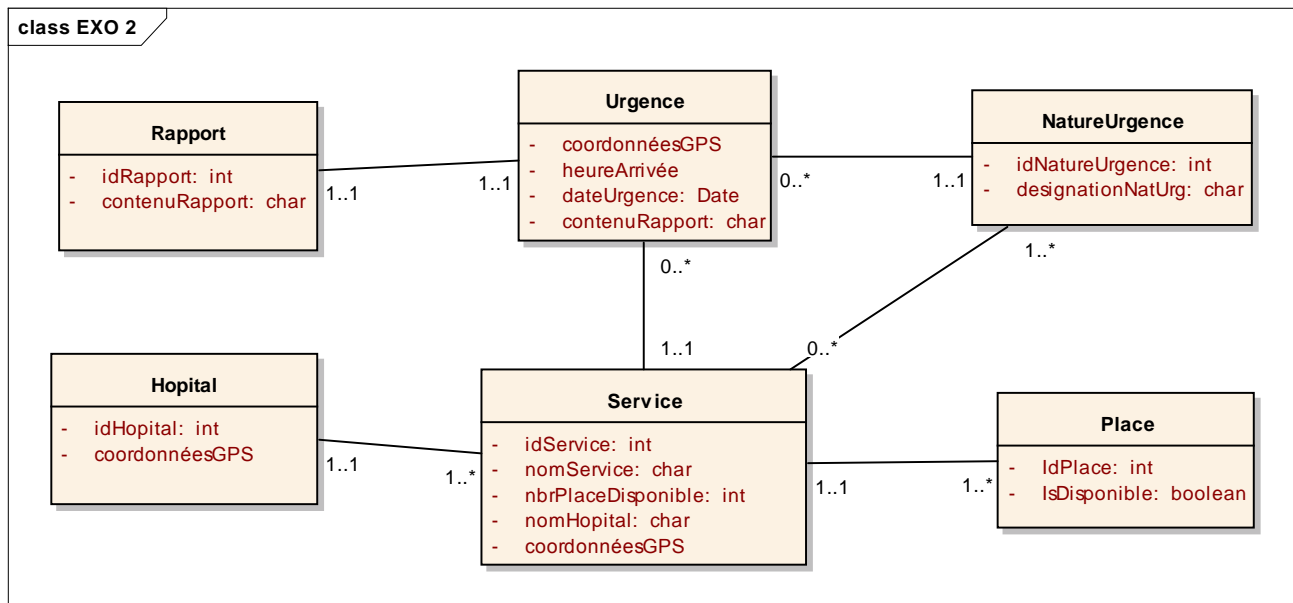 class EXO 2
Rapport
- idRapport: int
- contenuRapport: char
1..1
1..1
Urgence
- coordonnéesGPS
- heureArrivée
- dateUrgence: Date
- contenuRapport: char
0..*
1..1
NatureUrgence
- idNatureUrgence: int
- designationNatUrg: char
0..*
1..1
1..*
0..*
Hopital
- idHopital: int
- coordonnéesGPS
1..1
1..*
Service
- idService: int
- nomService: char
- nbrPlaceDisponible: int
- nomHopital: char
- coordonnéesGPS
1..1
1..*
Place
- IdPlace: int
- IsDisponible: boolean